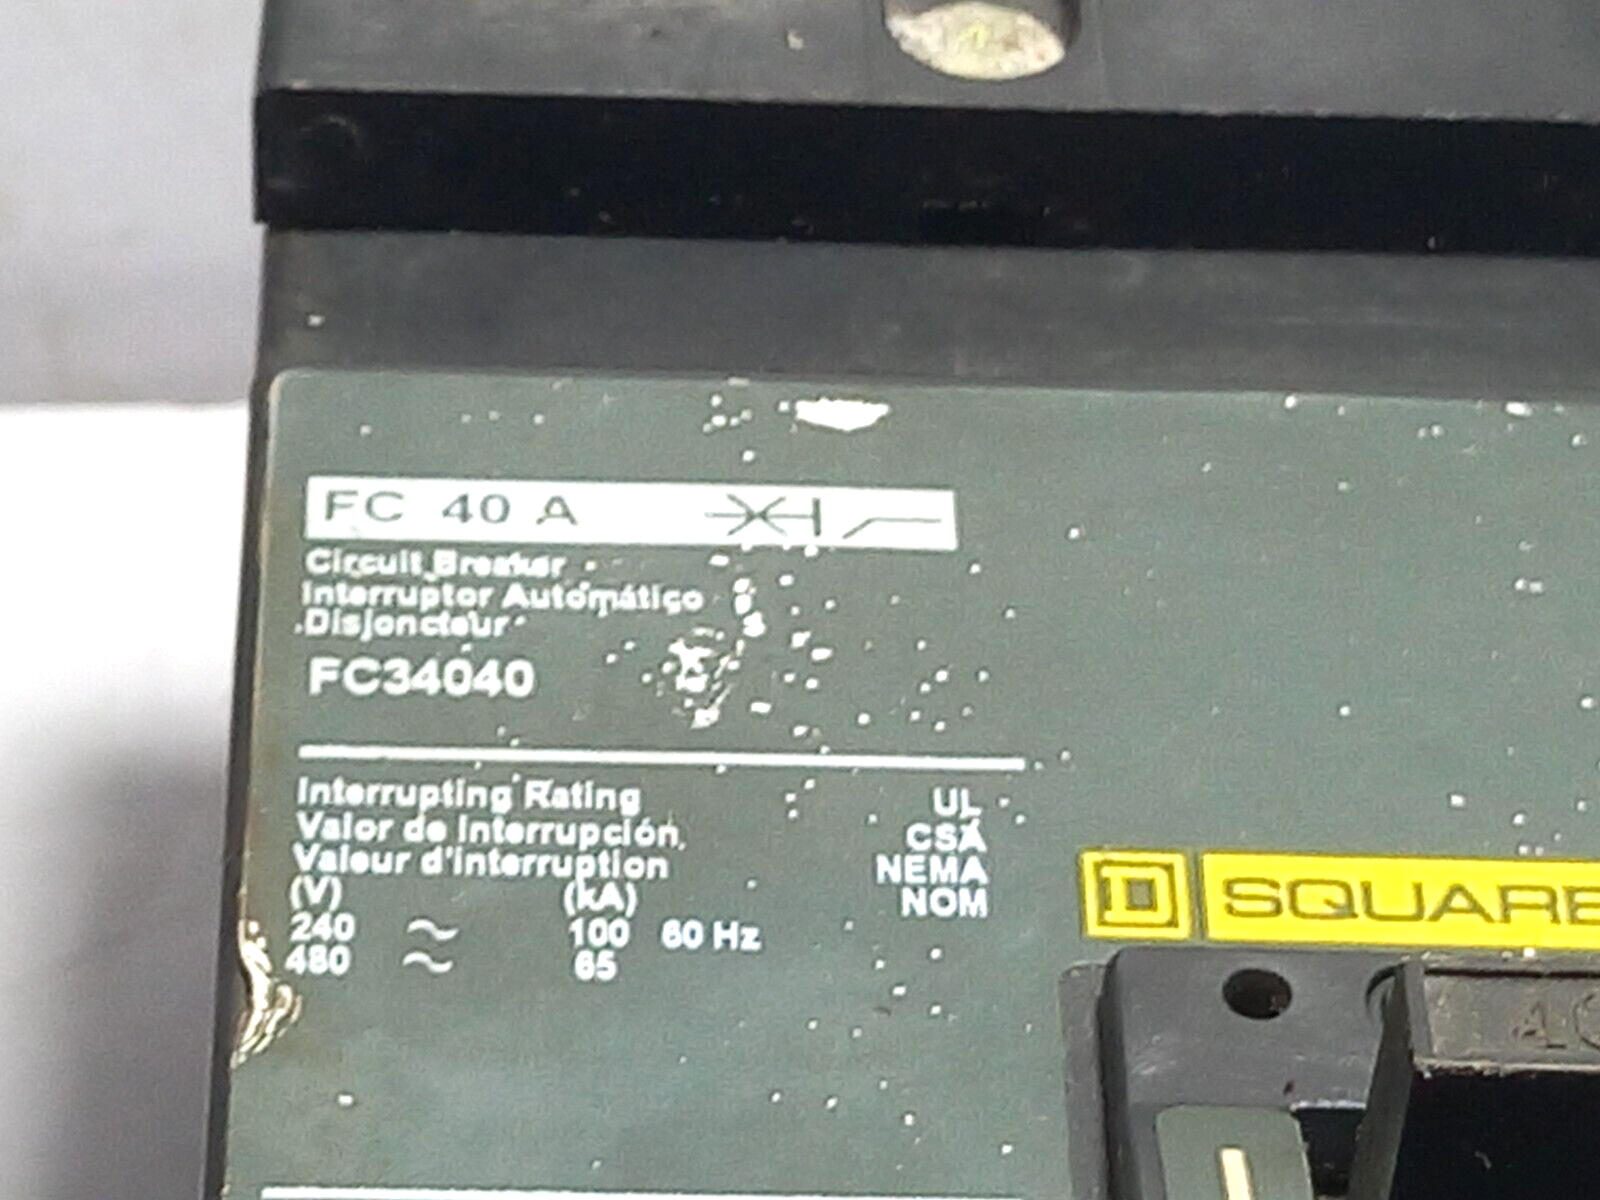 FC 40 A
Circuit Breaker
Interruptor Automático
Disjoncteur
FC34040
Interrupting Rating UL
Valor de Interrupción CSA
Valeur d'interruption NEMA
(V) (kA) NOM
240 ~ 100 60 Hz
480 ~ 65
D SQUARE
40